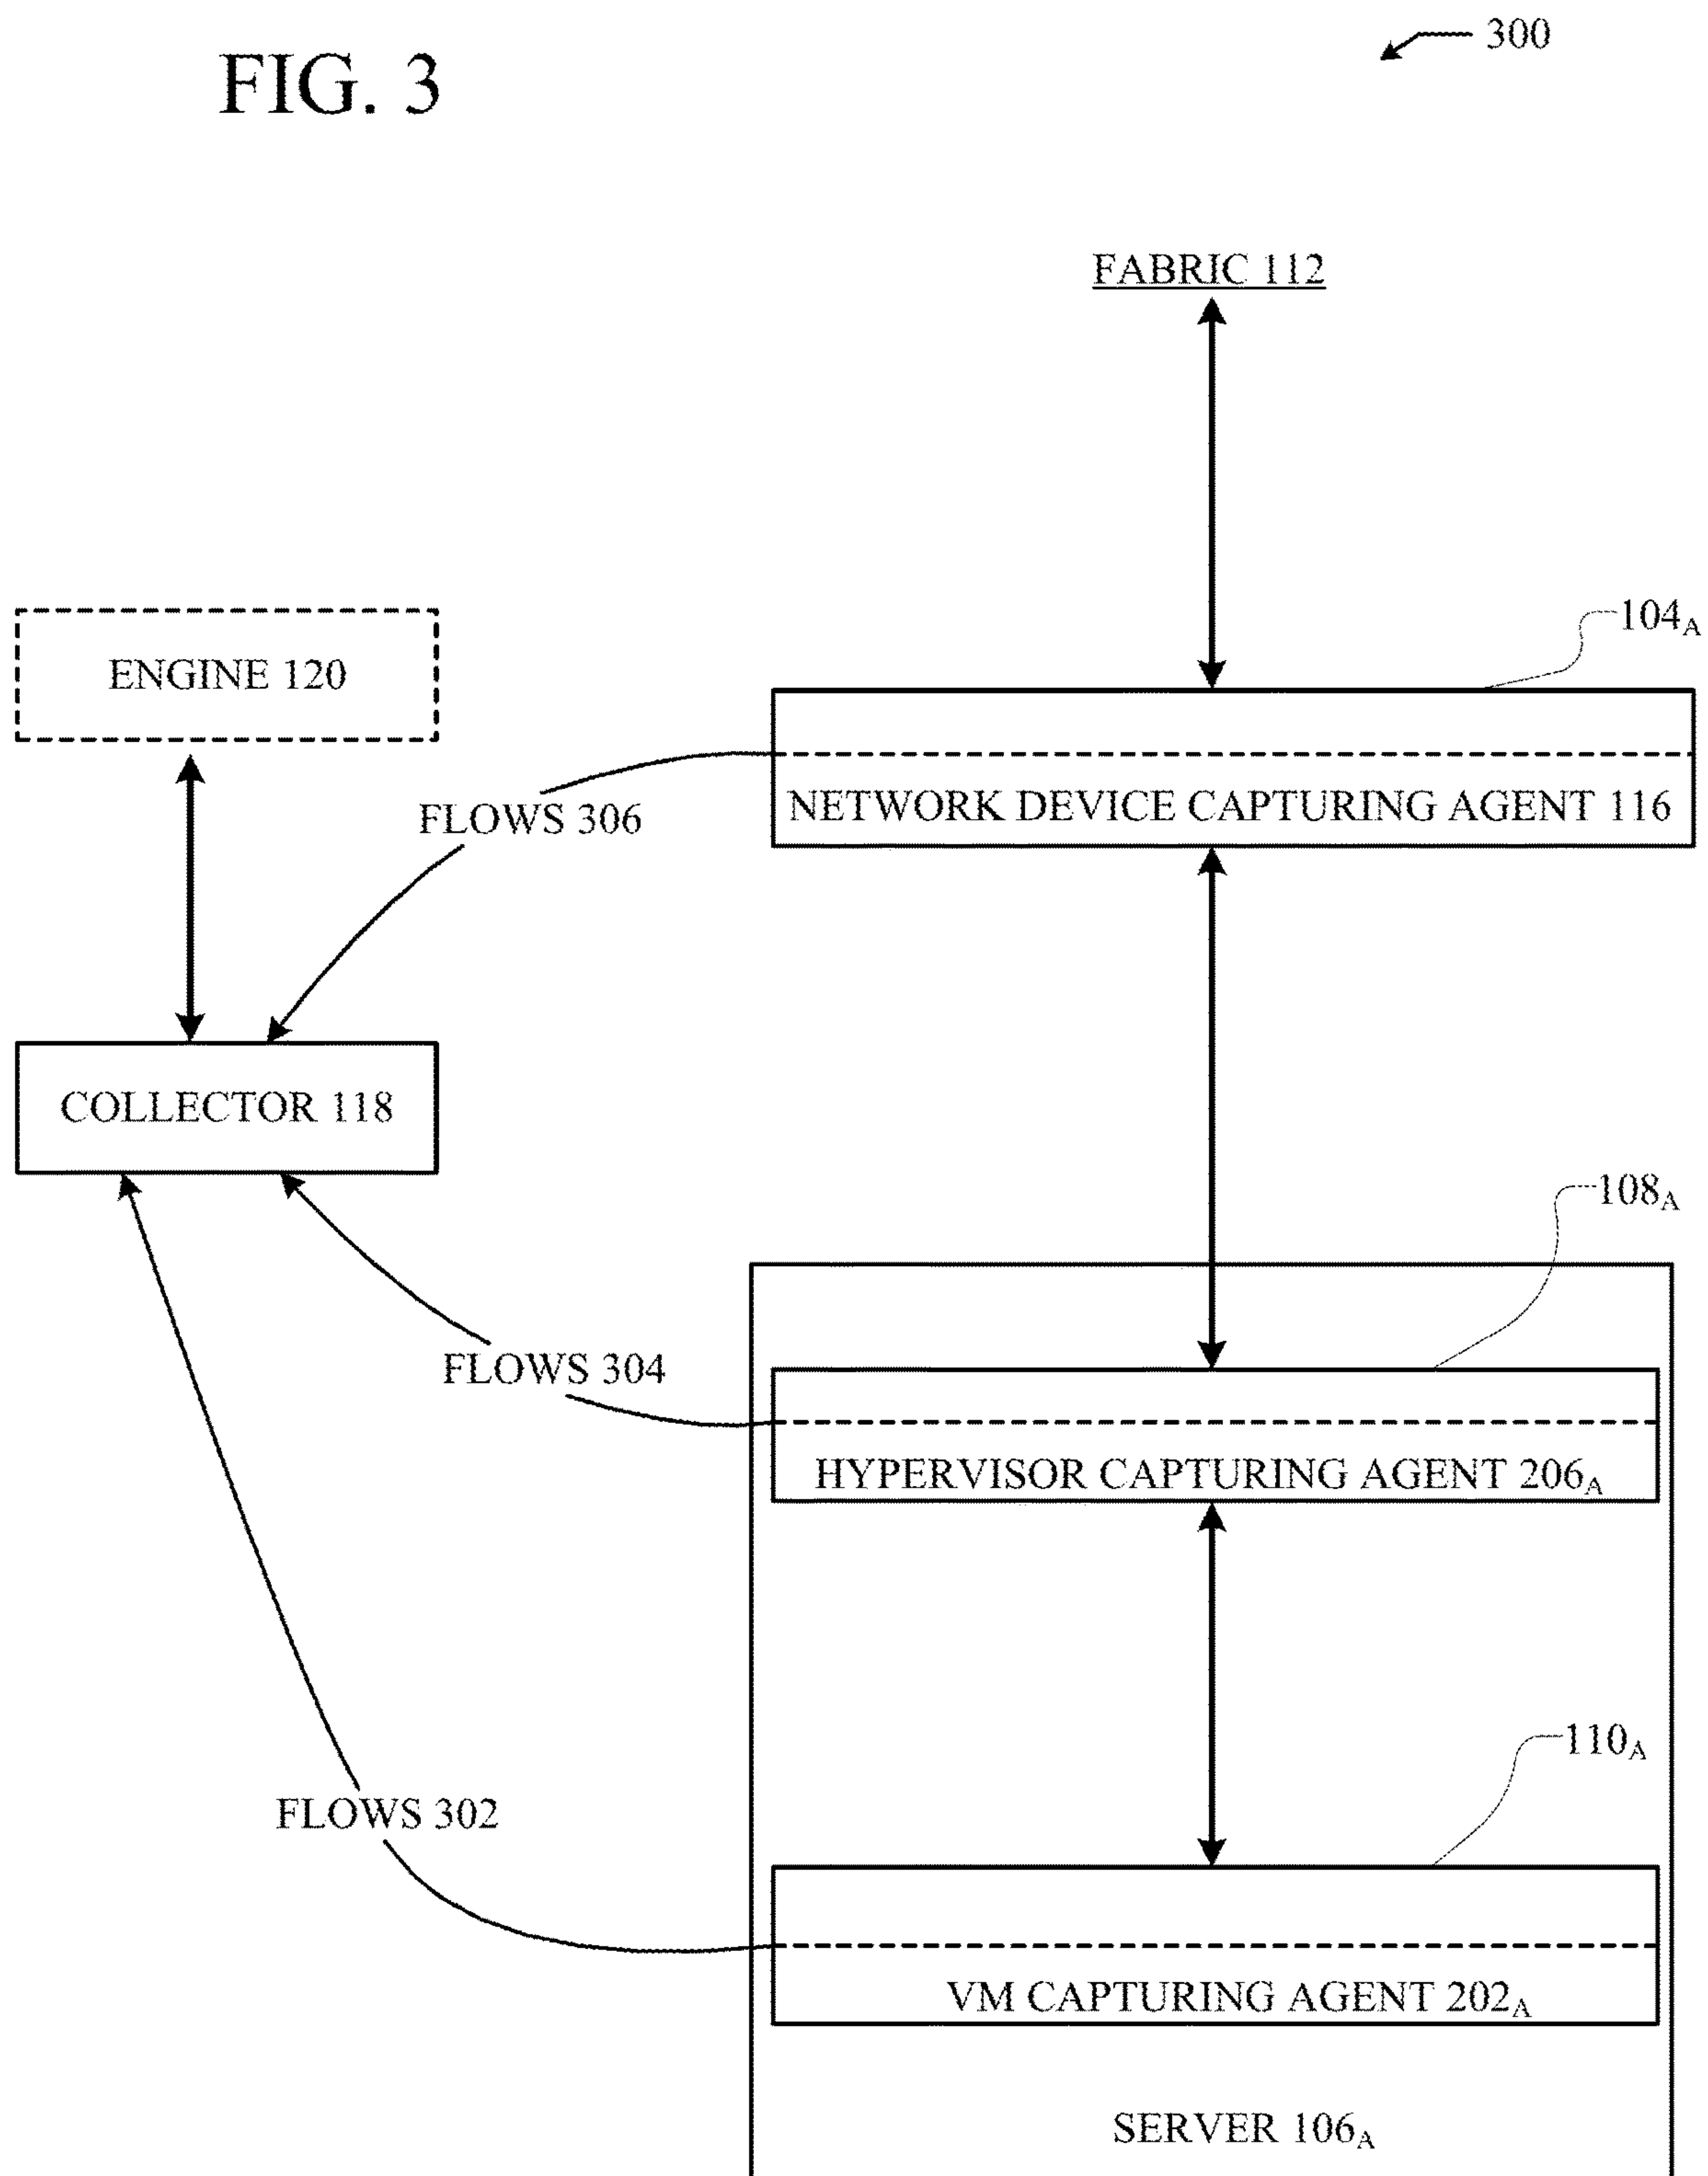 300
FIG. 3
FABRIC 112
104A
ENGINE 120
NETWORK DEVICE CAPTURING AGENT 116
FLOWS 306
COLLECTOR 118
108A
FLOWS 304
HYPERVISOR CAPTURING AGENT 206A
110A
FLOWS 302
VM CAPTURING AGENT 202A
SERVER 106A